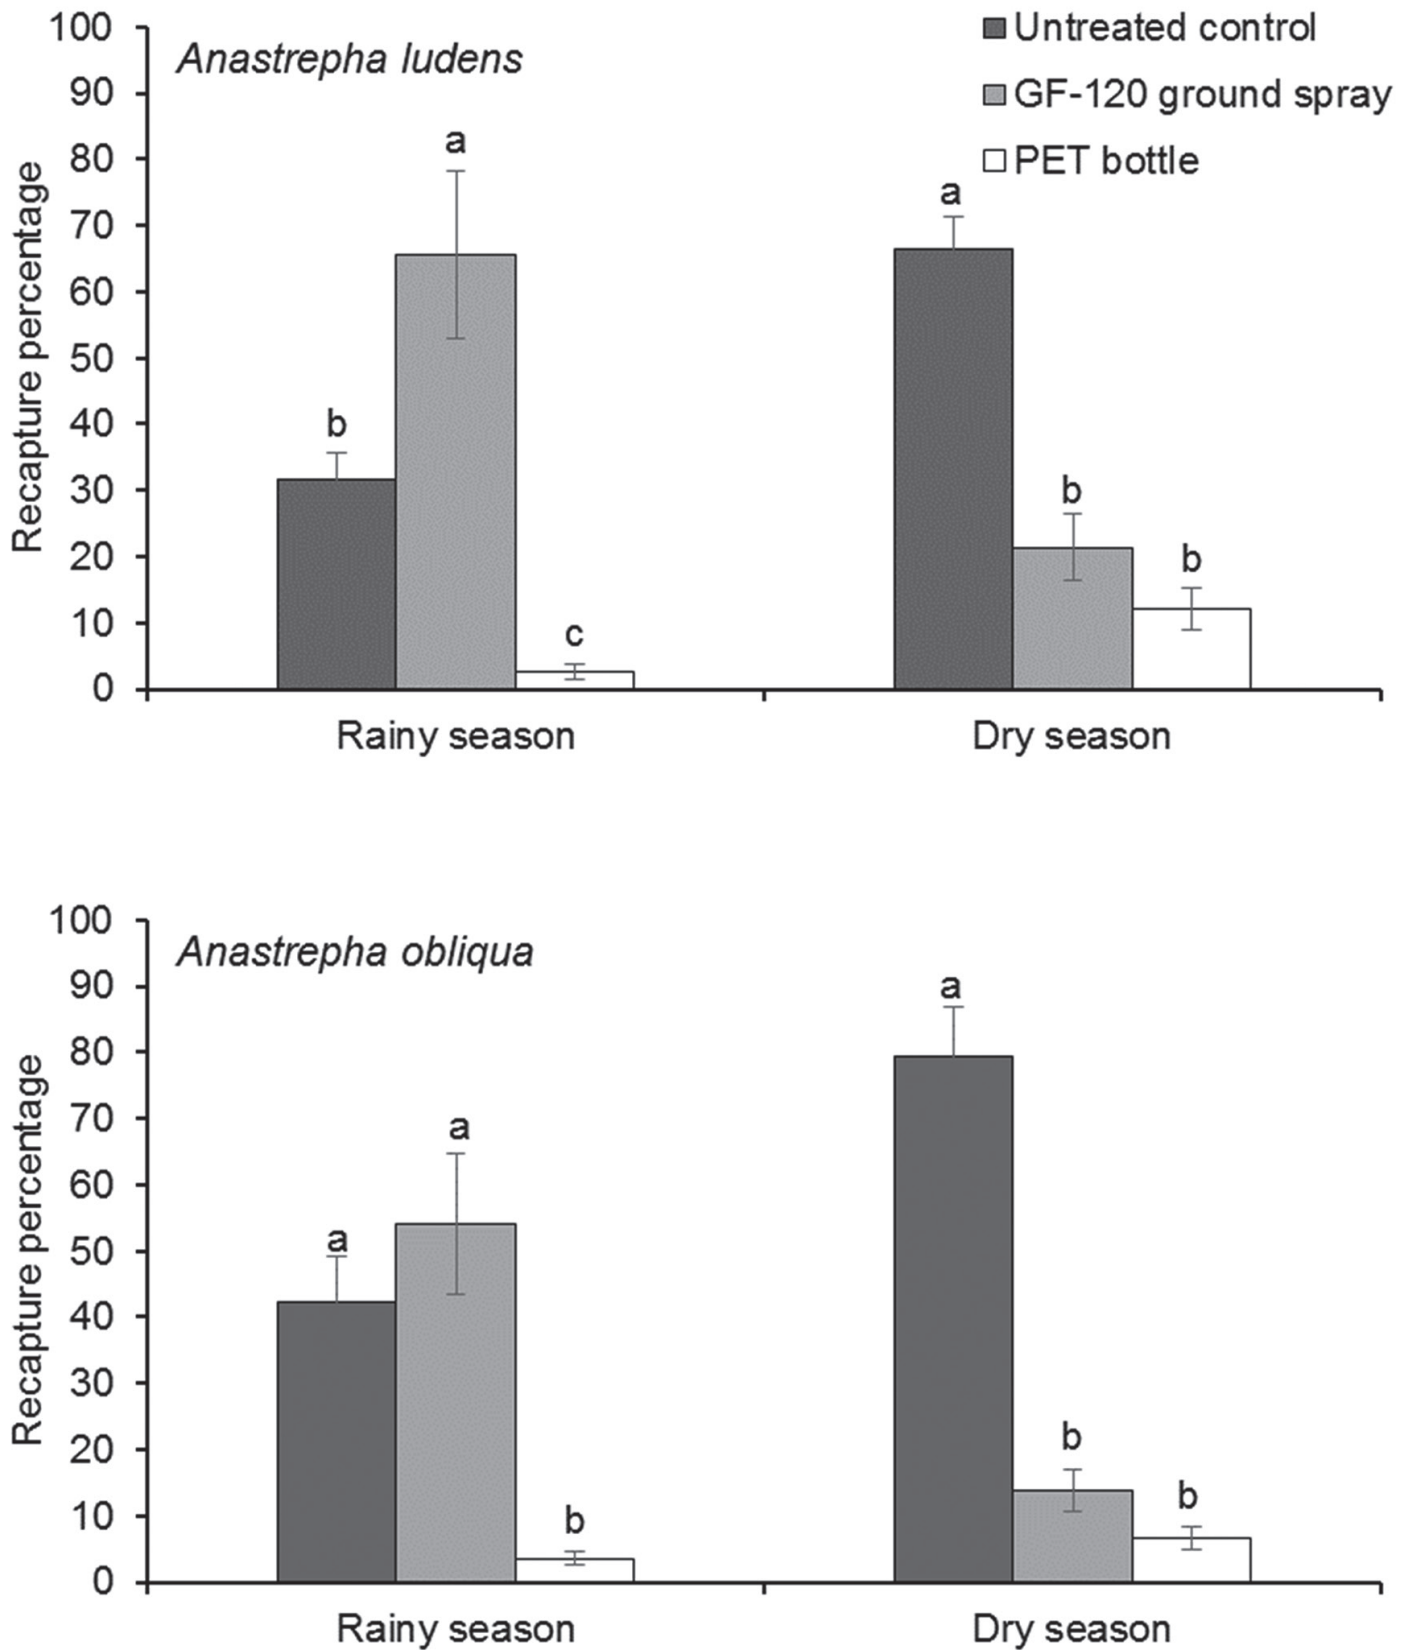 Anastrepha ludens
Untreated control
GF-120 ground spray
PET bottle
Recapture percentage
100
90
80
70
60
50
40
30
20
10
0
b
a
c
a
b
b
Rainy season
Dry season
Anastrepha obliqua
Recapture percentage
100
90
80
70
60
50
40
30
20
10
0
a
a
b
a
b
b
Rainy season
Dry season